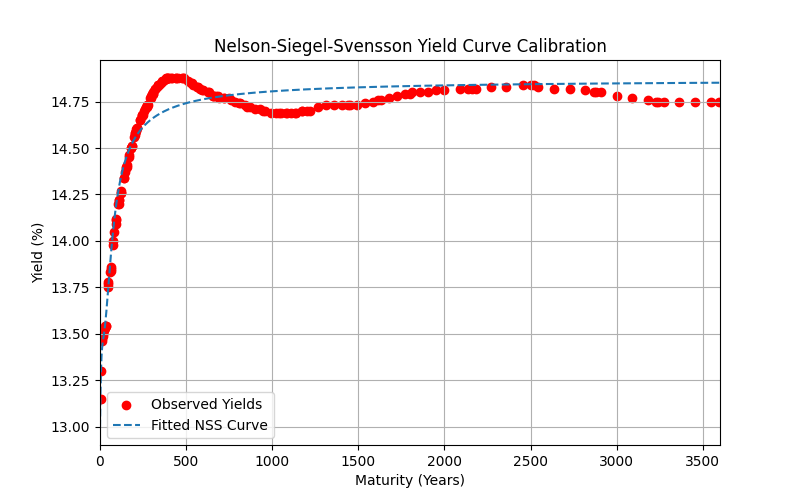 Nelson-Siegel-Svensson Yield Curve Calibration
Yield (%)
14.75
14.50
14.25
14.00
13.75
13.50
13.25
13.00
Observed Yields
Fitted NSS Curve
0 500 1000 1500 2000 2500 3000 3500
Maturity (Years)